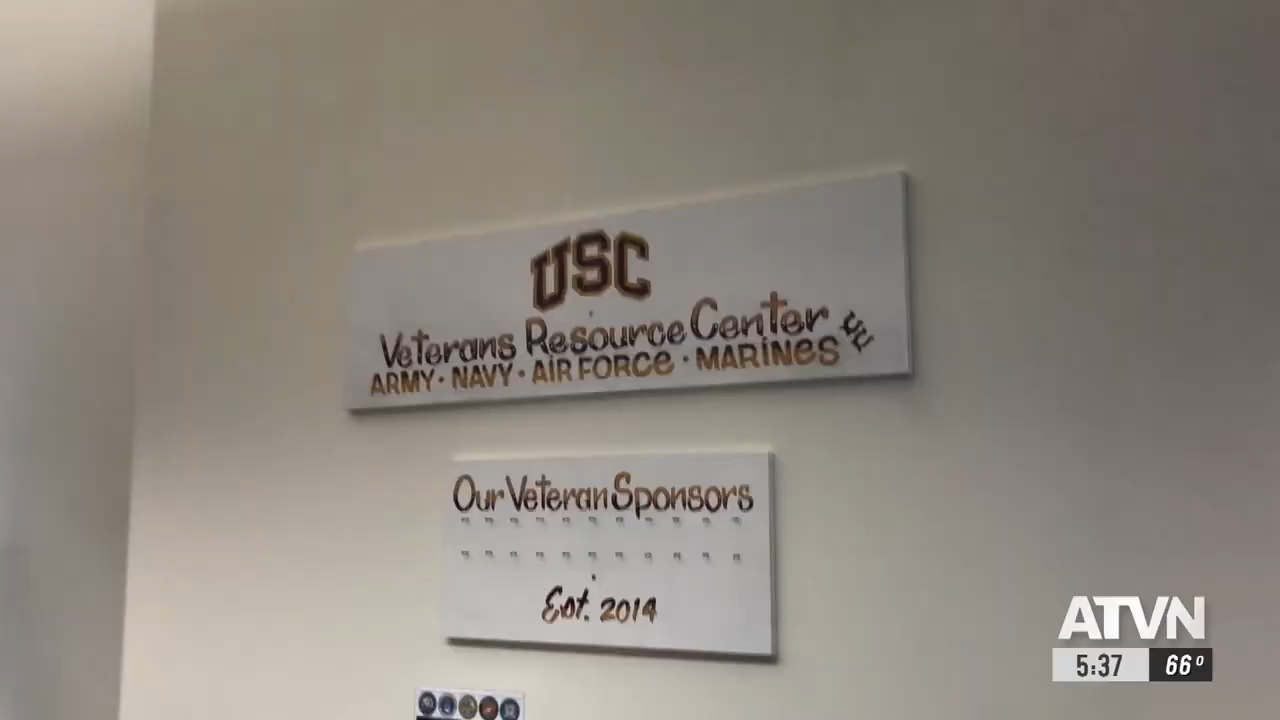 USC
Veterans Resource Center
ARMY · NAVY · AIR FORCE · MARINES
Our Veteran Sponsors
Est. 2014
ATVN
5:37 66°